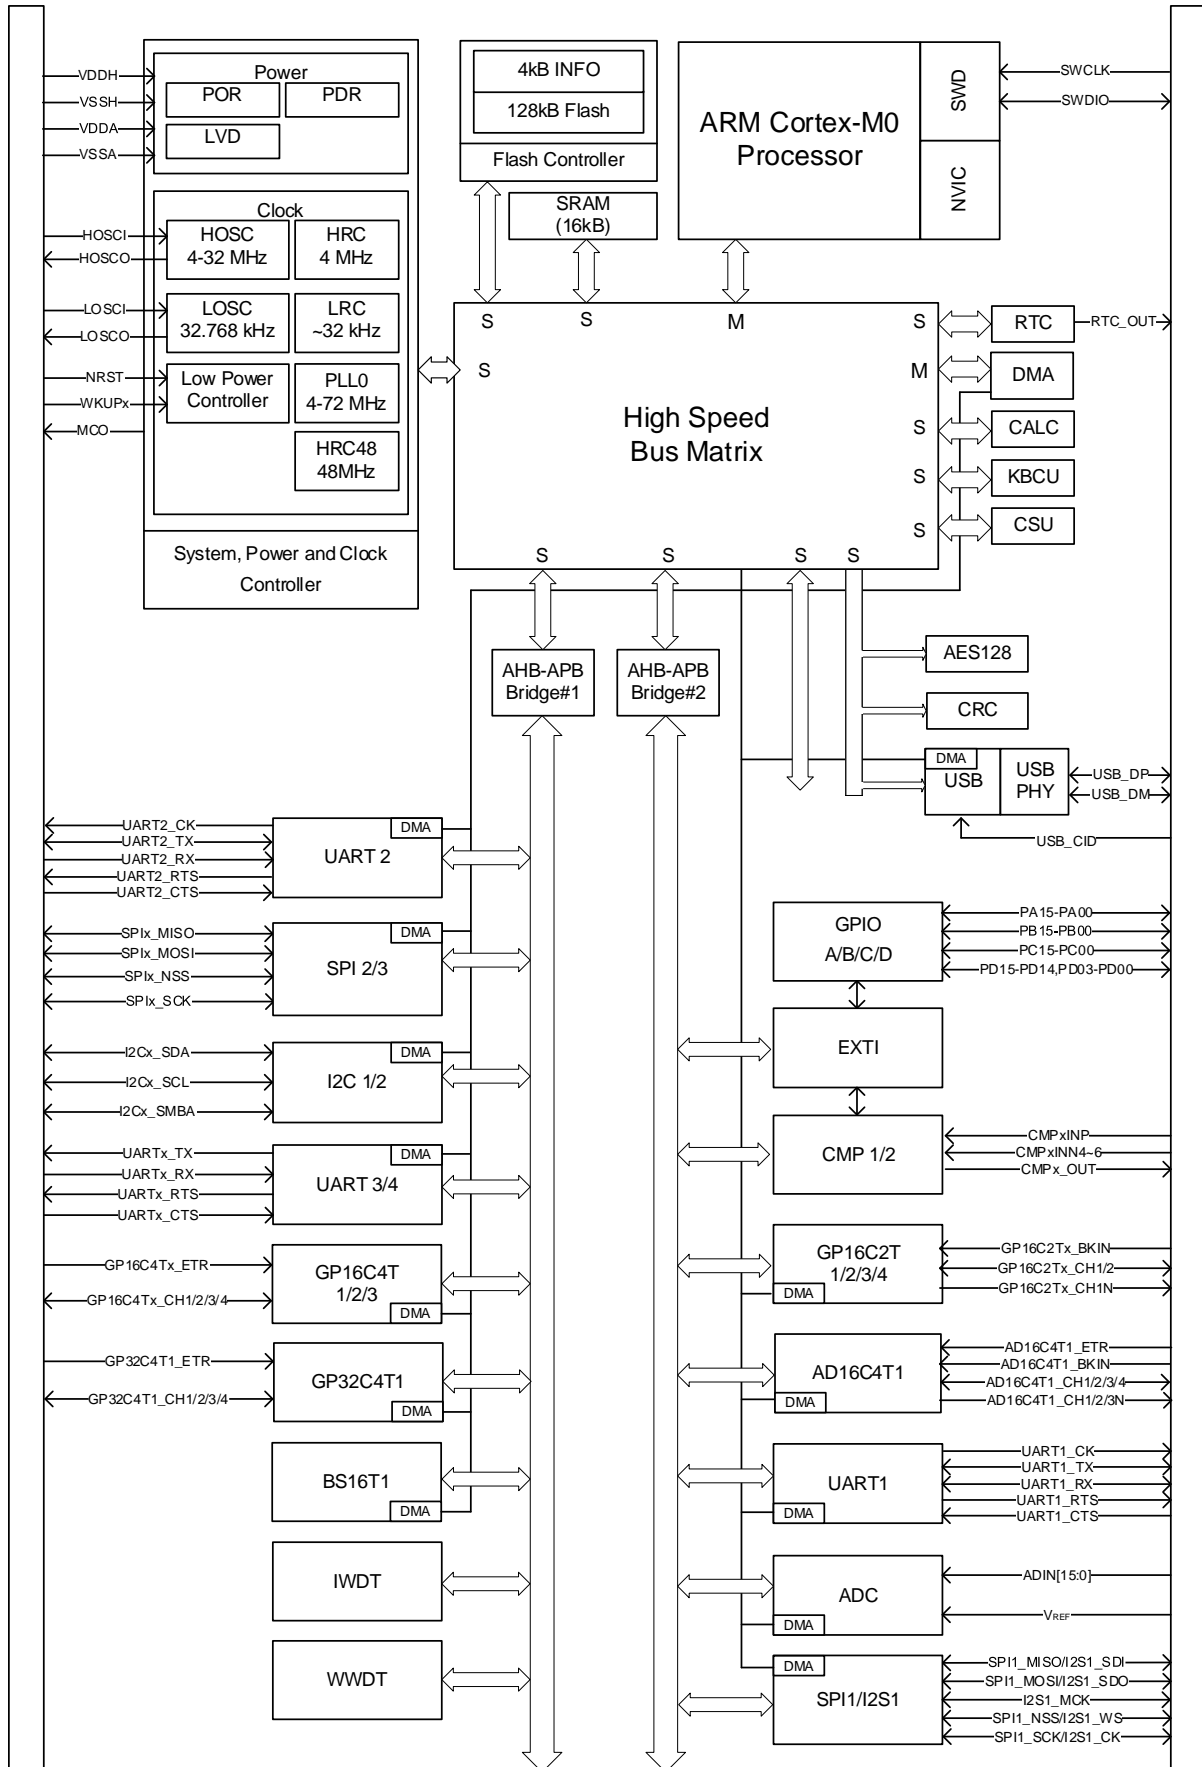 VDDH
VSSH
VDDA
VSSA
Power
POR
PDR
LVD
HOSCI
HOSCO
LOSCI
LOSCO
NRST
WKUPx
MCO
Clock
HOSC
4-32 MHz
HRC
4 MHz
LOSC
32.768 kHz
LRC
~32 kHz
Low Power
Controller
PLL0
4-72 MHz
HRC48
48MHz
System, Power and Clock
Controller
4kB INFO
128kB Flash
Flash Controller
SRAM
(16kB)
ARM Cortex-M0
Processor
SWD
NVIC
SWCLK
SWDIO
S
S
M
S
S
M
S
S
S
S
S
S
S
High Speed
Bus Matrix
RTC
RTC_OUT
DMA
CALC
KBCU
CSU
AHB-APB
Bridge#1
AHB-APB
Bridge#2
AES128
CRC
DMA
USB
USB
PHY
USB_DP
USB_DM
USB_CID
UART2_CK
UART2_TX
UART2_RX
UART2_RTS
UART2_CTS
DMA
UART 2
SPIx_MISO
SPIx_MOSI
SPIx_NSS
SPIx_SCK
DMA
SPI 2/3
I2Cx_SDA
I2Cx_SCL
I2Cx_SMBA
DMA
I2C 1/2
UARTx_TX
UARTx_RX
UARTx_RTS
UARTx_CTS
DMA
UART 3/4
GP16C4Tx_ETR
GP16C4Tx_CH1/2/3/4
GP16C4T
1/2/3
DMA
GP32C4T1_ETR
GP32C4T1_CH1/2/3/4
GP32C4T1
DMA
BS16T1
DMA
IWDT
WWDT
GPIO
A/B/C/D
PA15-PA00
PB15-PB00
PC15-PC00
PD15-PD14,PD03-PD00
EXTI
CMP 1/2
CMPxINP
CMPxINN4~6
CMPx_OUT
GP16C2T
1/2/3/4
DMA
GP16C2Tx_BKIN
GP16C2Tx_CH1/2
GP16C2Tx_CH1N
AD16C4T1
DMA
AD16C4T1_ETR
AD16C4T1_BKIN
AD16C4T1_CH1/2/3/4
AD16C4T1_CH1/2/3N
UART1
DMA
UART1_CK
UART1_TX
UART1_RX
UART1_RTS
UART1_CTS
ADC
DMA
ADIN[15:0]
VREF
DMA
SPI1/I2S1
SPI1_MISO/I2S1_SDI
SPI1_MOSI/I2S1_SDO
I2S1_MCK
SPI1_NSS/I2S1_WS
SPI1_SCK/I2S1_CK